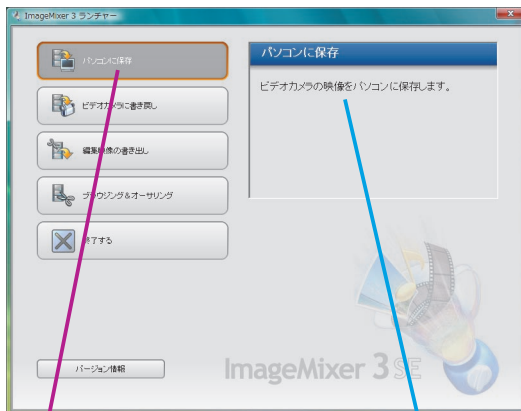 ImageMixer 3 ランチャー
パソコンに保存
ビデオカメラに書き戻し
編集映像の書き出し
ブラウジング&オーサリング
終了する
バージョン情報
パソコンに保存
ビデオカメラの映像をパソコンに保存します。
ImageMixer 3 SE